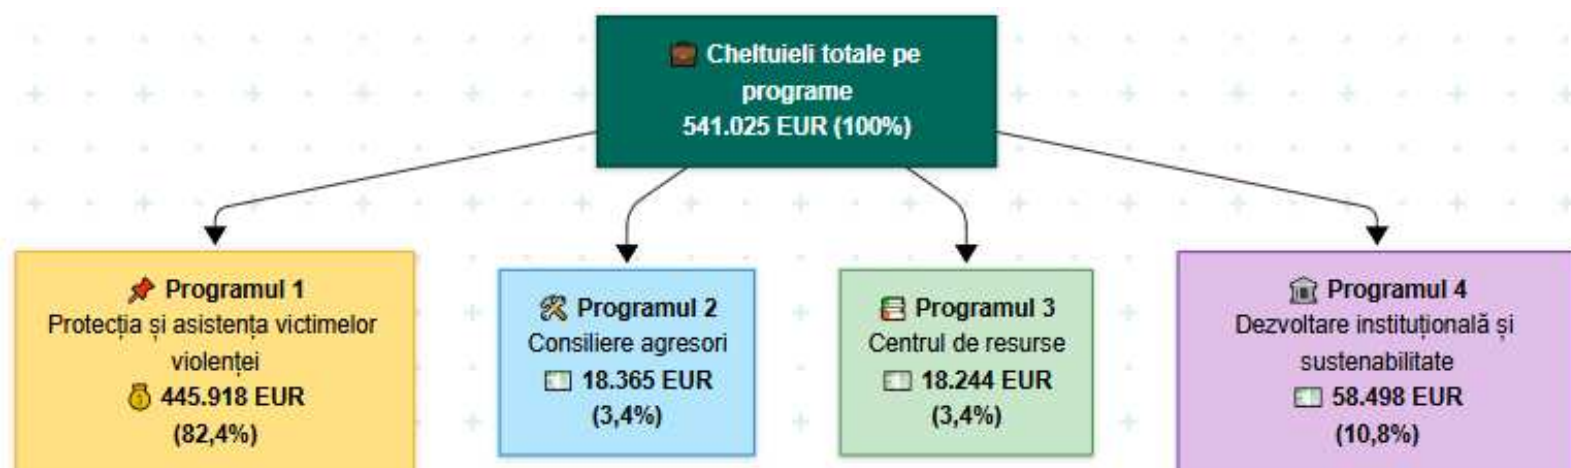 Cheltuieli totale pe
programe
541.025 EUR (100%)
Programul 1
Protecția și asistența victimelor
violenței
445.918 EUR
(82,4%)
Programul 2
Consiliere agresori
18.365 EUR
(3,4%)
Programul 3
Centrul de resurse
18.244 EUR
(3,4%)
Programul 4
Dezvoltare instituțională și
sustenabilitate
58.498 EUR
(10,8%)